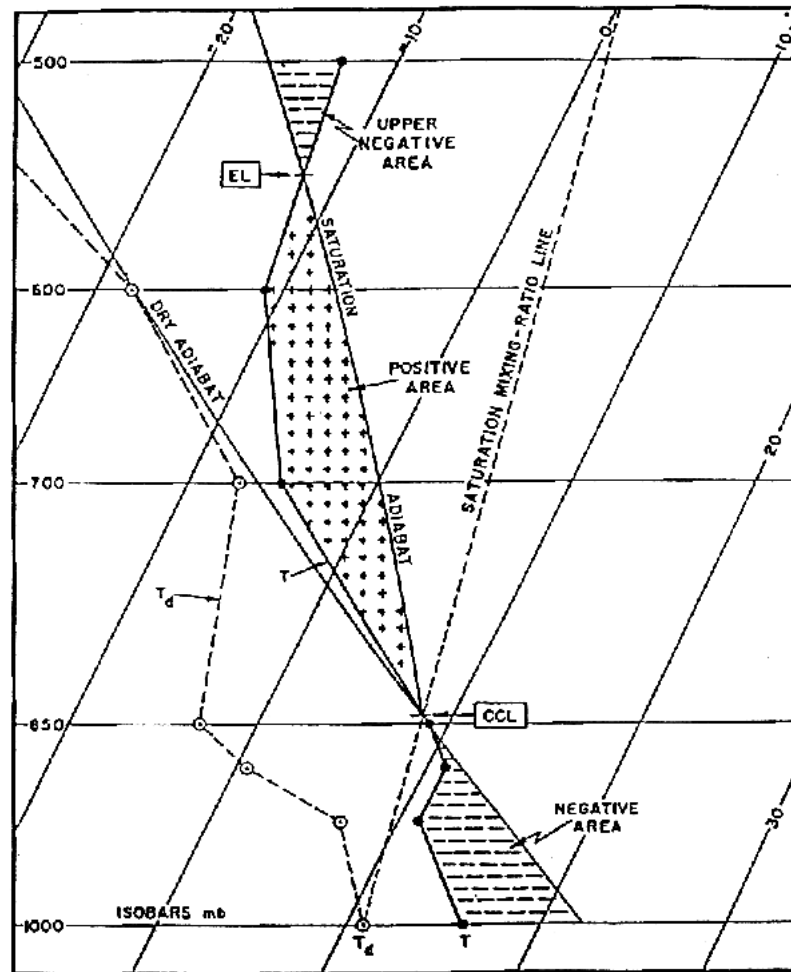 -20
-10
0
10
500
UPPER
NEGATIVE
AREA
EL
SATURATION
600
DRY ADIABAT
POSITIVE
AREA
SATURATION MIXING-RATIO LINE
20
700
ADIABAT
T
Td
CCL
850
NEGATIVE
AREA
30
1000
ISOBARS mb
Td
T